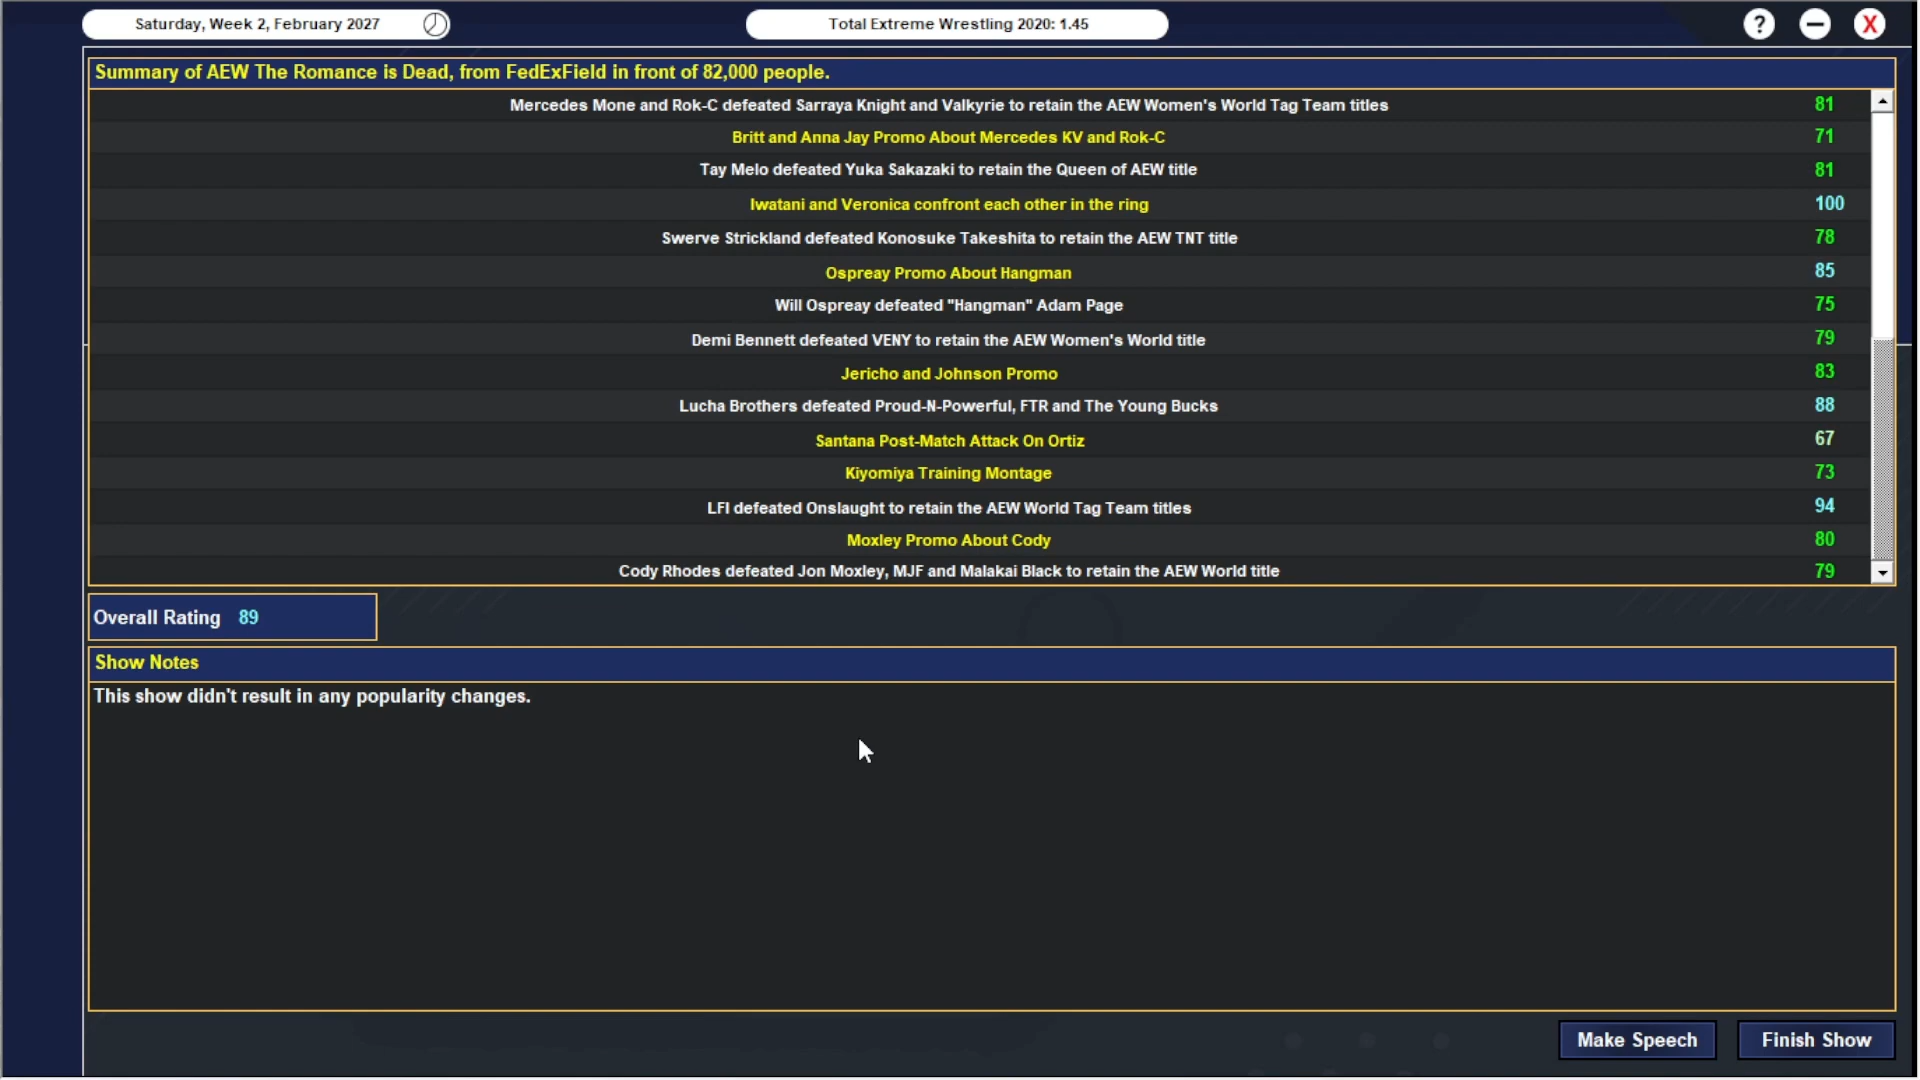 Saturday, Week 2, February 2027
Total Extreme Wrestling 2020: 1.45
? X
Summary of AEW The Romance is Dead, from FedExField in front of 82,000 people.
Mercedes Mone and Rok-C defeated Sarraya Knight and Valkyrie to retain the AEW Women's World Tag Team titles 81
Britt and Anna Jay Promo About Mercedes KV and Rok-C 71
Tay Melo defeated Yuka Sakazaki to retain the Queen of AEW title 81
Iwatani and Veronica confront each other in the ring 100
Swerve Strickland defeated Konosuke Takeshita to retain the AEW TNT title 78
Ospreay Promo About Hangman 85
Will Ospreay defeated "Hangman" Adam Page 75
Demi Bennett defeated VENY to retain the AEW Women's World title 79
Jericho and Johnson Promo 83
Lucha Brothers defeated Proud-N-Powerful, FTR and The Young Bucks 88
Santana Post-Match Attack On Ortiz 67
Kiyomiya Training Montage 73
LFI defeated Onslaught to retain the AEW World Tag Team titles 94
Moxley Promo About Cody 80
Cody Rhodes defeated Jon Moxley, MJF and Malakai Black to retain the AEW World title 79
Overall Rating 89
Show Notes
This show didn't result in any popularity changes.
Make Speech
Finish Show